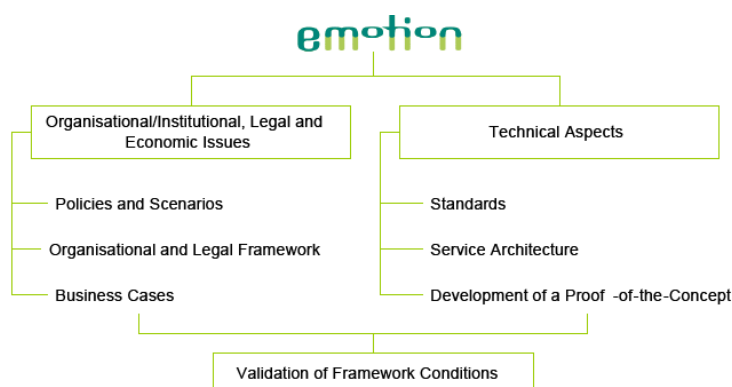 emotion
Organisational/Institutional, Legal and
Economic Issues
Technical Aspects
Policies and Scenarios
Standards
Organisational and Legal Framework
Service Architecture
Business Cases
Development of a Proof -of-the-Concept
Validation of Framework Conditions